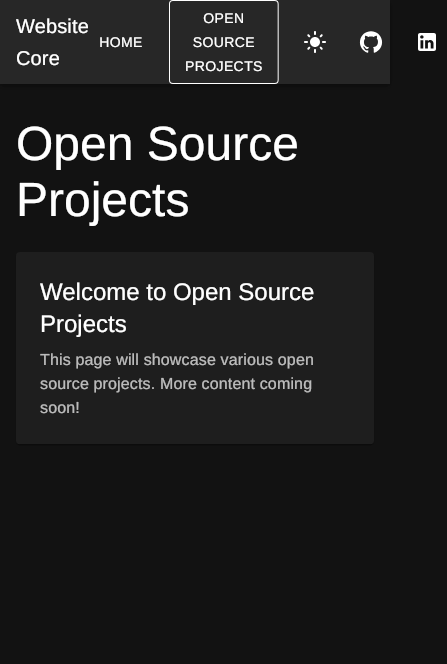 Website
Core
HOME
OPEN
SOURCE
PROJECTS
in
Open Source
Projects
Welcome to Open Source
Projects
This page will showcase various open
source projects. More content coming
soon!